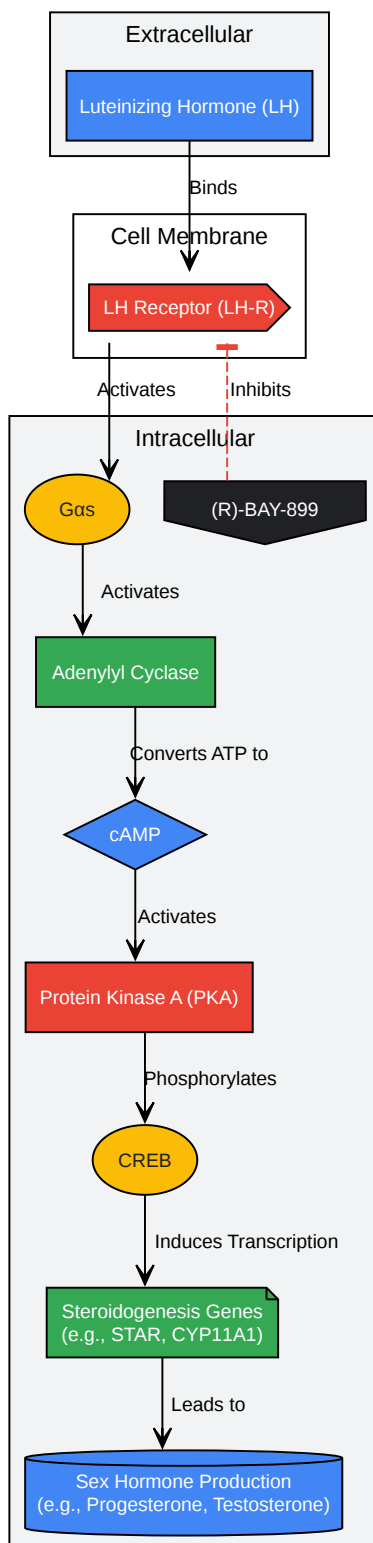 Extracellular
Luteinizing Hormone (LH)
Binds
Cell Membrane
LH Receptor (LH-R)
Activates
Inhibits
Intracellular
Gαs
(R)-BAY-899
Activates
Adenylyl Cyclase
Converts ATP to
cAMP
Activates
Protein Kinase A (PKA)
Phosphorylates
CREB
Induces Transcription
Steroidogenesis Genes
(e.g., STAR, CYP11A1)
Leads to
Sex Hormone Production
(e.g., Progesterone, Testosterone)